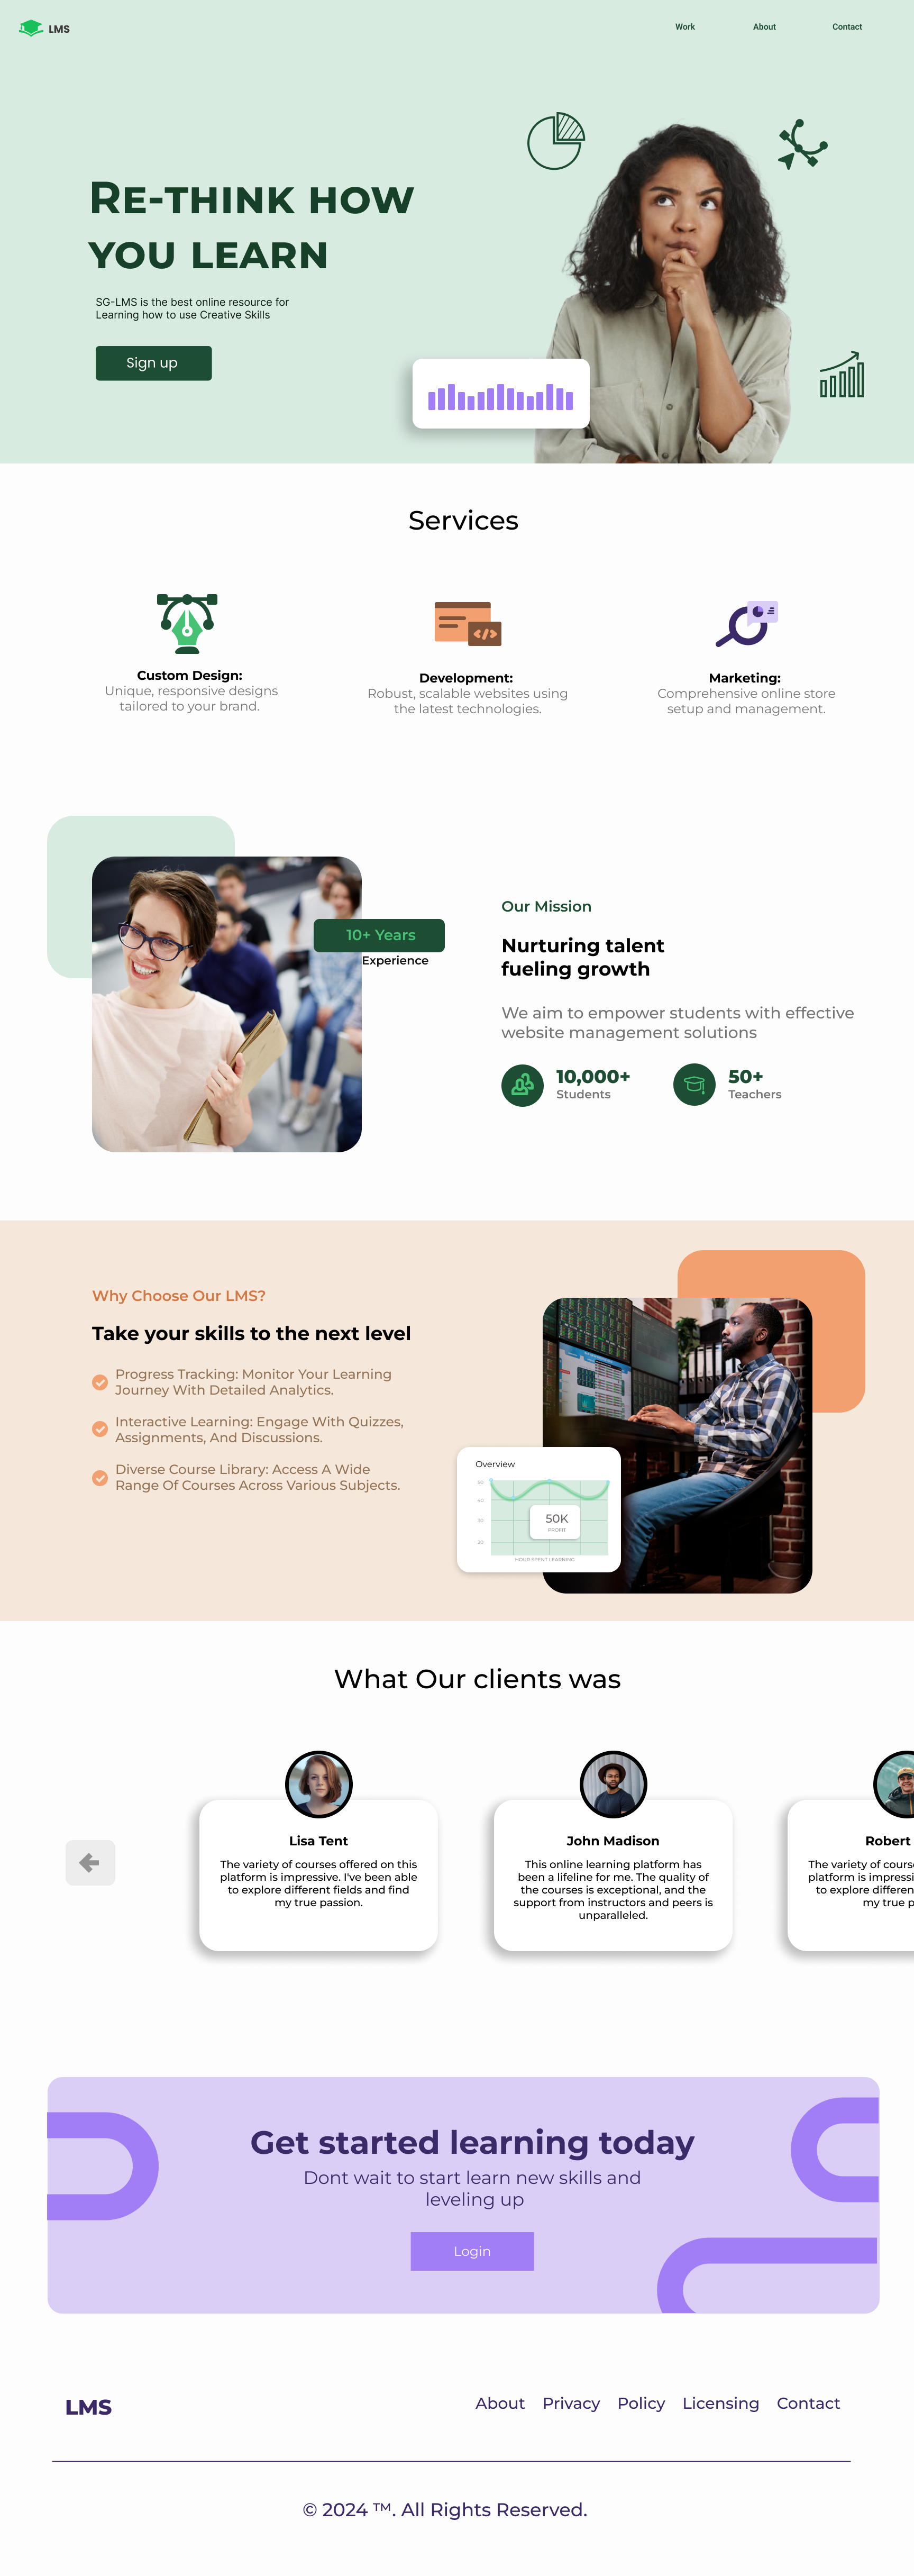 LMS
Work
About
Contact
RE-THINK HOW
YOU LEARN
SG-LMS is the best online resource for
Learning how to use Creative Skills
Sign up
Services
Custom Design:
Unique, responsive designs
tailored to your brand.
Development:
Robust, scalable websites using
the latest technologies.
Marketing:
Comprehensive online store
setup and management.
10+ Years
Experience
Our Mission
Nurturing talent
fueling growth
We aim to empower students with effective
website management solutions
10,000+
Students
50+
Teachers
Why Choose Our LMS?
Take your skills to the next level
Progress Tracking: Monitor Your Learning
Journey With Detailed Analytics.
Interactive Learning: Engage With Quizzes,
Assignments, And Discussions.
Diverse Course Library: Access A Wide
Range Of Courses Across Various Subjects.
Overview
50
40
30
20
50K
PROFIT
HOUR SPENT LEARNING
What Our clients was
Lisa Tent
The variety of courses offered on this
platform is impressive. I've been able
to explore different fields and find
my true passion.
John Madison
This online learning platform has
been a lifeline for me. The quality of
the courses is exceptional, and the
support from instructors and peers is
unparalleled.
Robert
The variety of cours
platform is impressi
to explore differen
my true p
Get started learning today
Dont wait to start learn new skills and
leveling up
Login
LMS
About Privacy Policy Licensing Contact
© 2024 ™. All Rights Reserved.